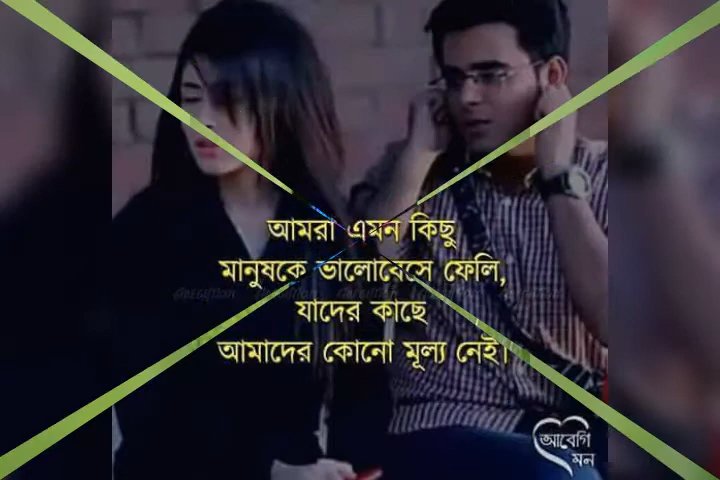 আমরা এমন কিছু
মানুষকে ভালোবেসে ফেলি,
যাদের কাছে
আমাদের কোনো মূল্য নেই।
আবেগি
মন